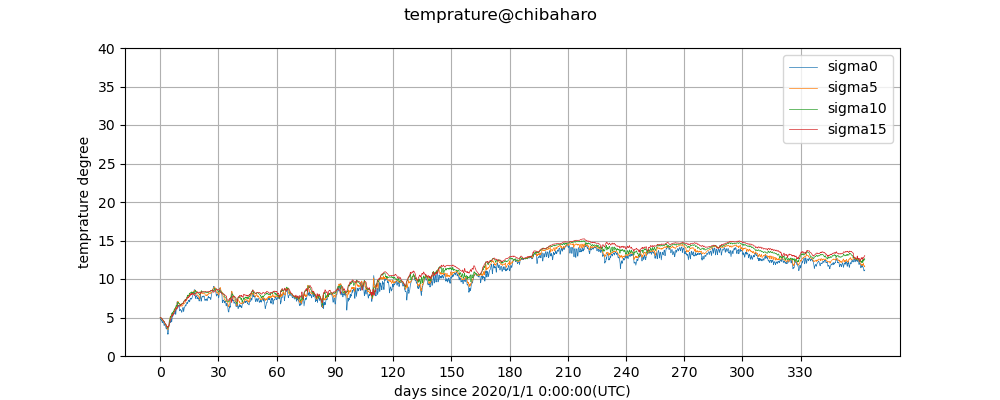 temprature@chibaharo
40
35
30
25
20
15
10
5
0
temprature degree
sigma0
sigma5
sigma10
sigma15
0 30 60 90 120 150 180 210 240 270 300 330
days since 2020/1/1 0:00:00(UTC)